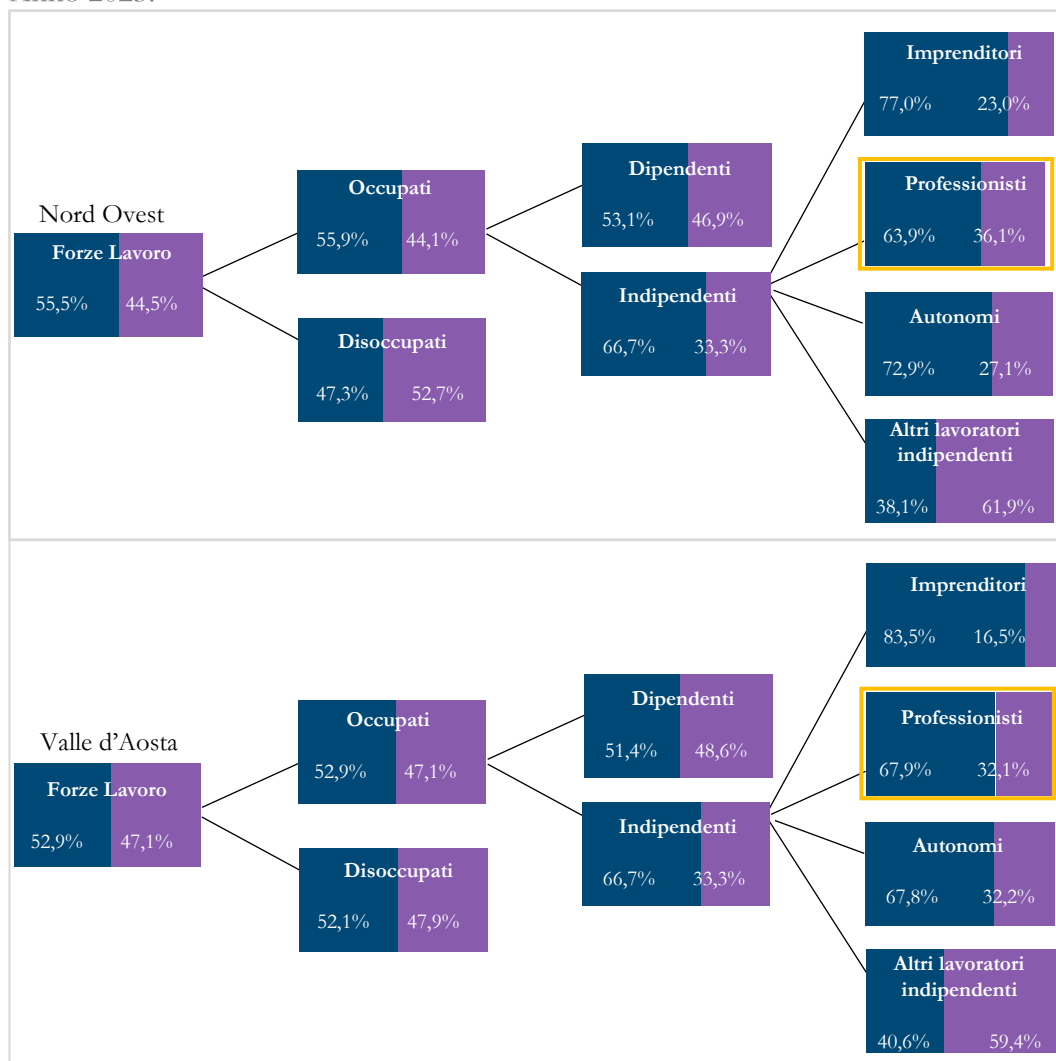 Imprenditori
77,0% 23,0%
Dipendenti
53,1% 46,9%
Occupati
55,9% 44,1%
Professionisti
63,9% 36,1%
Nord Ovest
Forze Lavoro
55,5% 44,5%
Indipendenti
66,7% 33,3%
Disoccupati
47,3% 52,7%
Autonomi
72,9% 27,1%
Altri lavoratori
indipendenti
38,1% 61,9%
Imprenditori
83,5% 16,5%
Dipendenti
51,4% 48,6%
Occupati
52,9% 47,1%
Professionisti
67,9% 32,1%
Valle d'Aosta
Forze Lavoro
52,9% 47,1%
Indipendenti
66,7% 33,3%
Disoccupati
52,1% 47,9%
Autonomi
67,8% 32,2%
Altri lavoratori
indipendenti
40,6% 59,4%